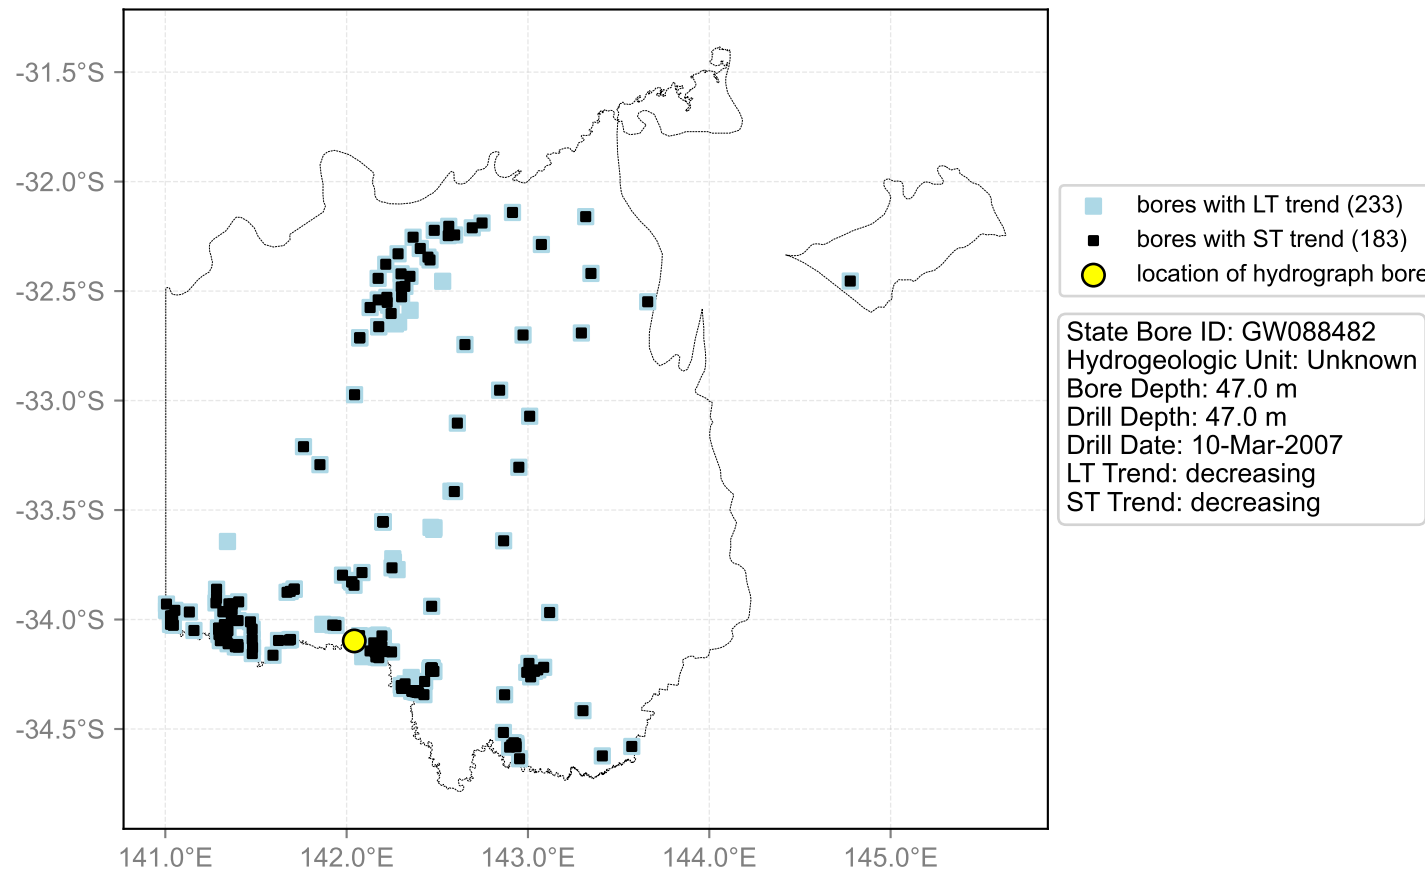 -31.5°S
-32.0°S
-32.5°S
-33.0°S
-33.5°S
-34.0°S
-34.5°S
141.0°E 142.0°E 143.0°E 144.0°E 145.0°E
bores with LT trend (233)
bores with ST trend (183)
location of hydrograph bore
State Bore ID: GW088482
Hydrogeologic Unit: Unknown
Bore Depth: 47.0 m
Drill Depth: 47.0 m
Drill Date: 10-Mar-2007
LT Trend: decreasing
ST Trend: decreasing